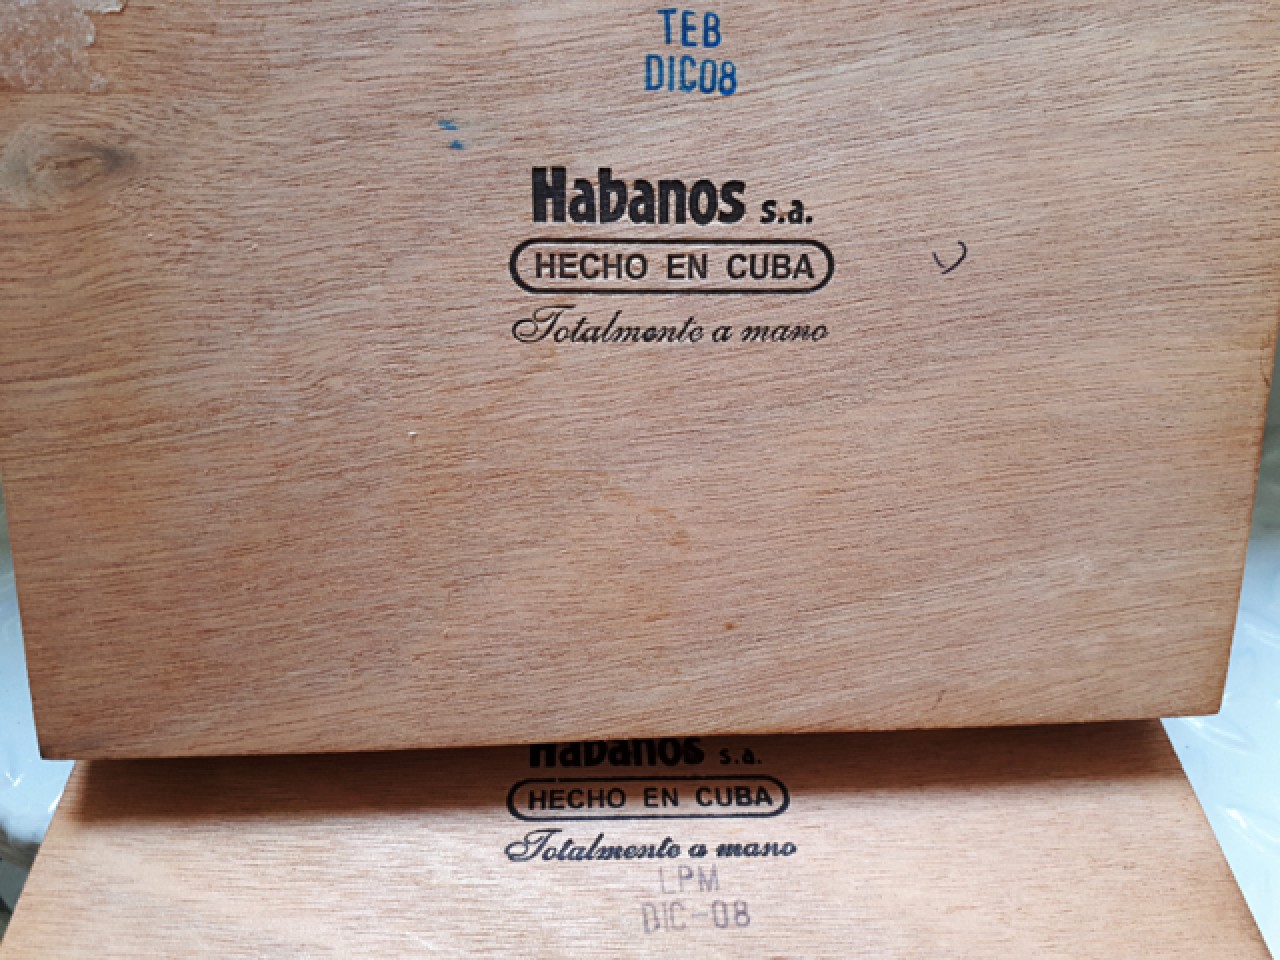 TEB
DIC08
Habanos s.a.
HECHO EN CUBA
Totalmente a mano
Habanos s.a.
HECHO EN CUBA
Totalmente a mano
LPM
DIC-08